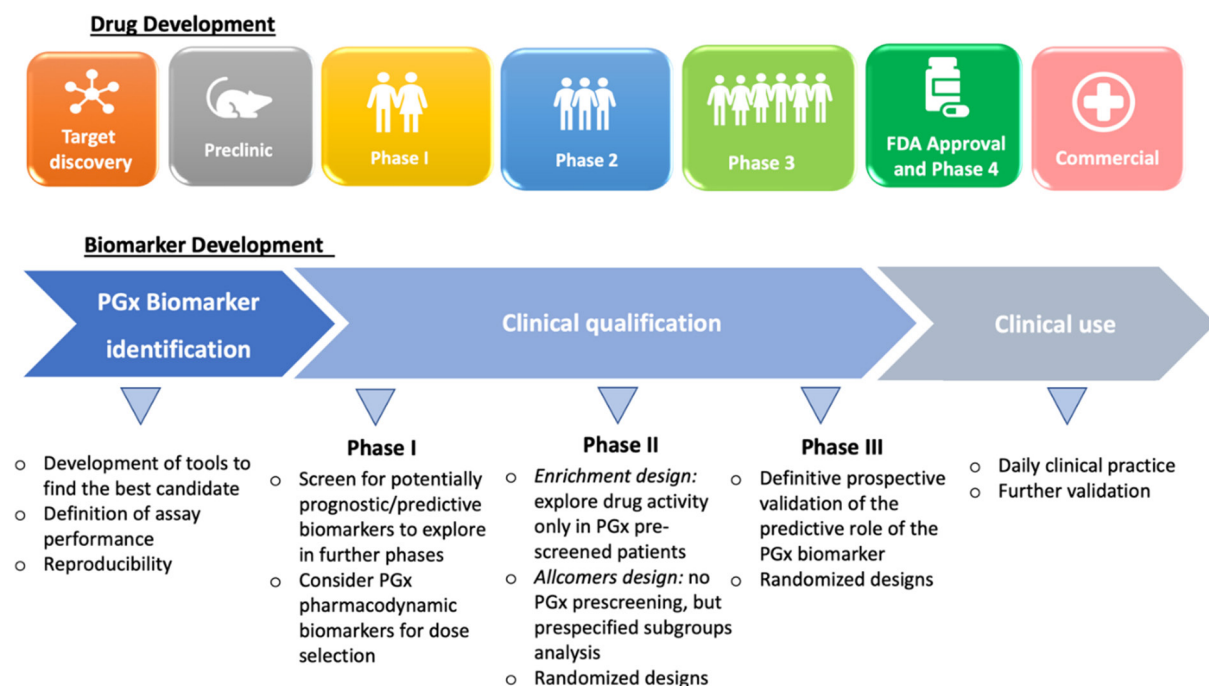 Drug Development
Target
discovery
Preclinic
Phase I
Phase 2
Phase 3
FDA Approval
and Phase 4
Commercial
Biomarker Development
PGx Biomarker
identification
Clinical qualification
Clinical use
o Development of tools to
find the best candidate
o Definition of assay
performance
o Reproducibility
Phase I
o Screen for potentially
prognostic/predictive
biomarkers to explore
in further phases
o Consider PGx
pharmacodynamic
biomarkers for dose
selection
Phase II
o Enrichment design:
explore drug activity
only in PGx pre-
screened patients
o Allcomers design: no
PGx prescreening, but
prespecified subgroups
analysis
o Randomized designs
Phase III
o Definitive prospective
validation of the
predictive role of the
PGx biomarker
o Randomized designs
o Daily clinical practice
o Further validation